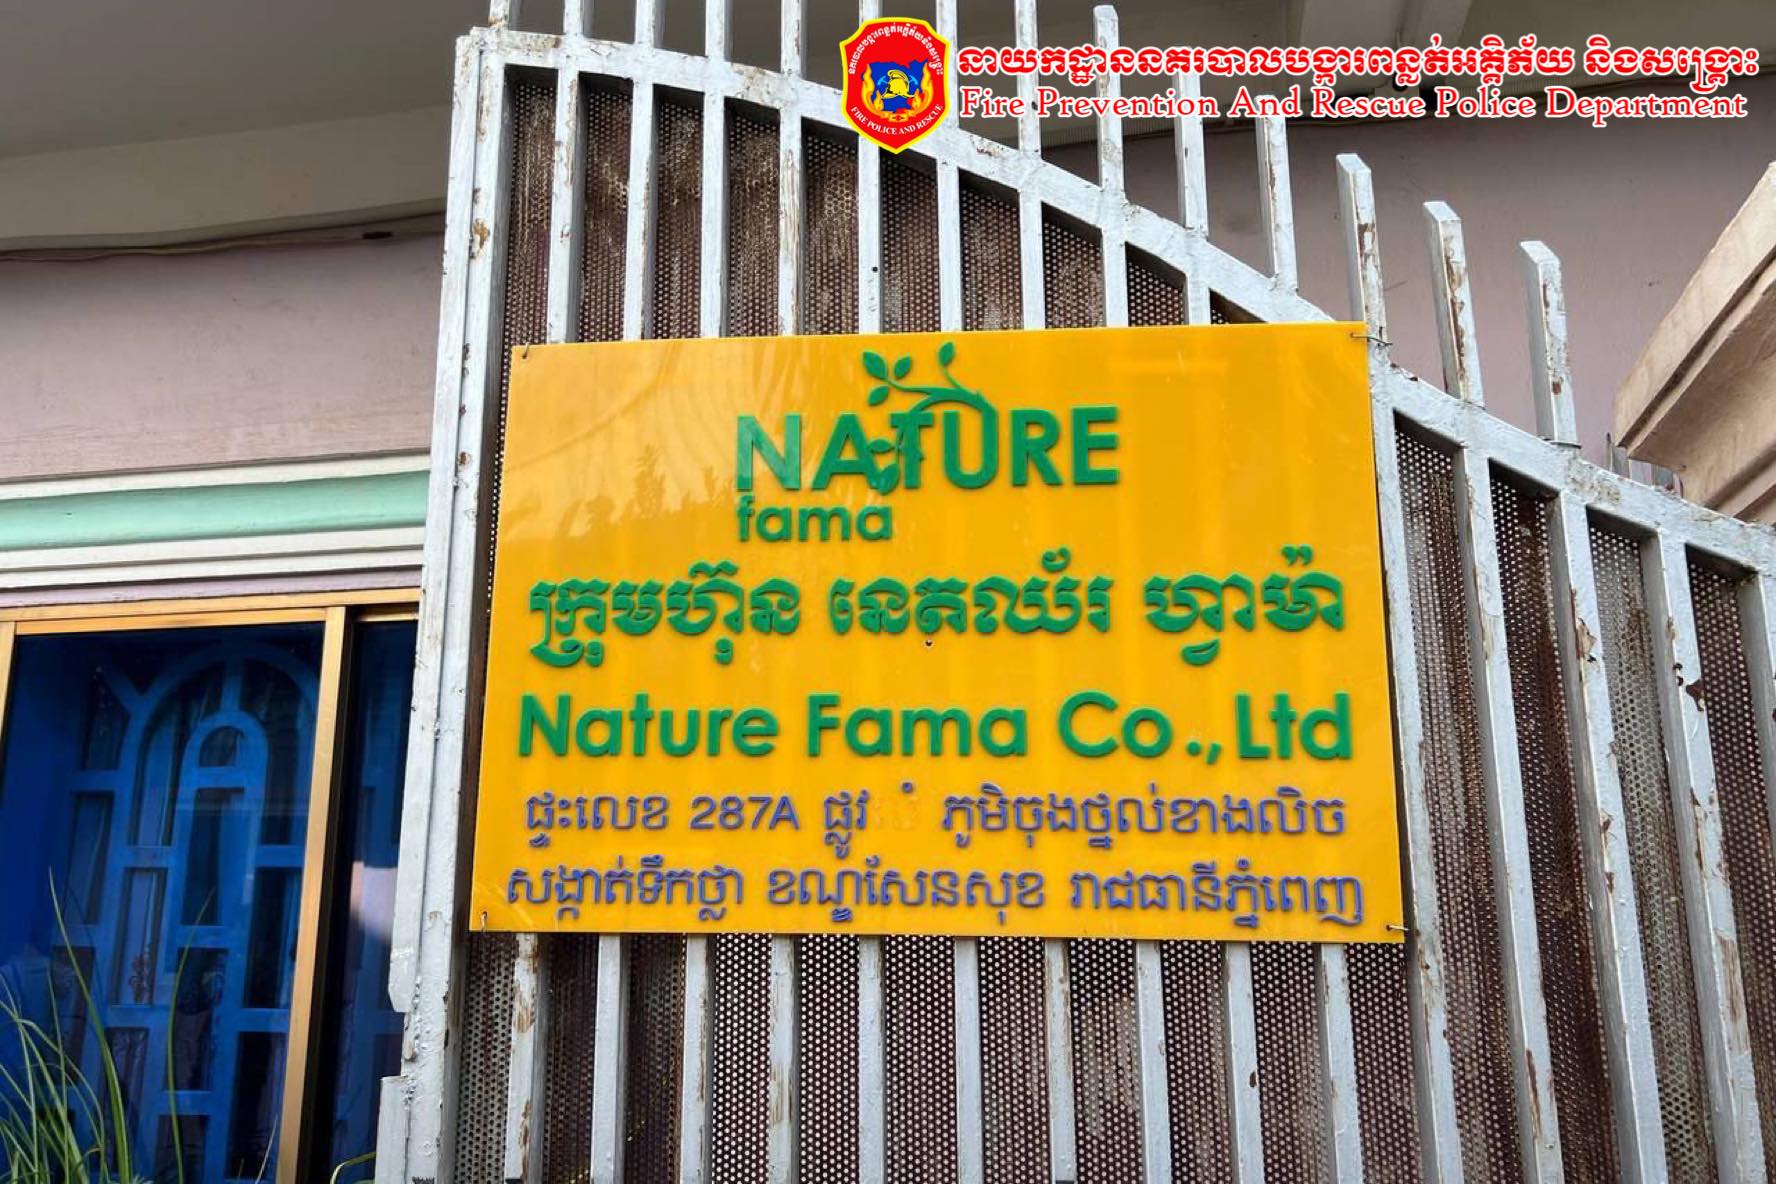 នាយកដ្ឋាននគរបាលបង្ការពន្លត់អគ្គិភ័យ និងសង្គ្រោះ
Fire Prevention And Rescue Police Department
FIRE POLICE AND RESCUE
NATURE
fama
ក្រុមហ៊ុន នេតឈ័រ ហ្វាម៉ា
Nature Fama Co., Ltd
ផ្ទះលេខ 287A ផ្លូវ លំ ភូមិចុងថ្នល់ខាងលិច
សង្កាត់ទឹកថ្លា ខណ្ឌសែនសុខ រាជធានីភ្នំពេញ